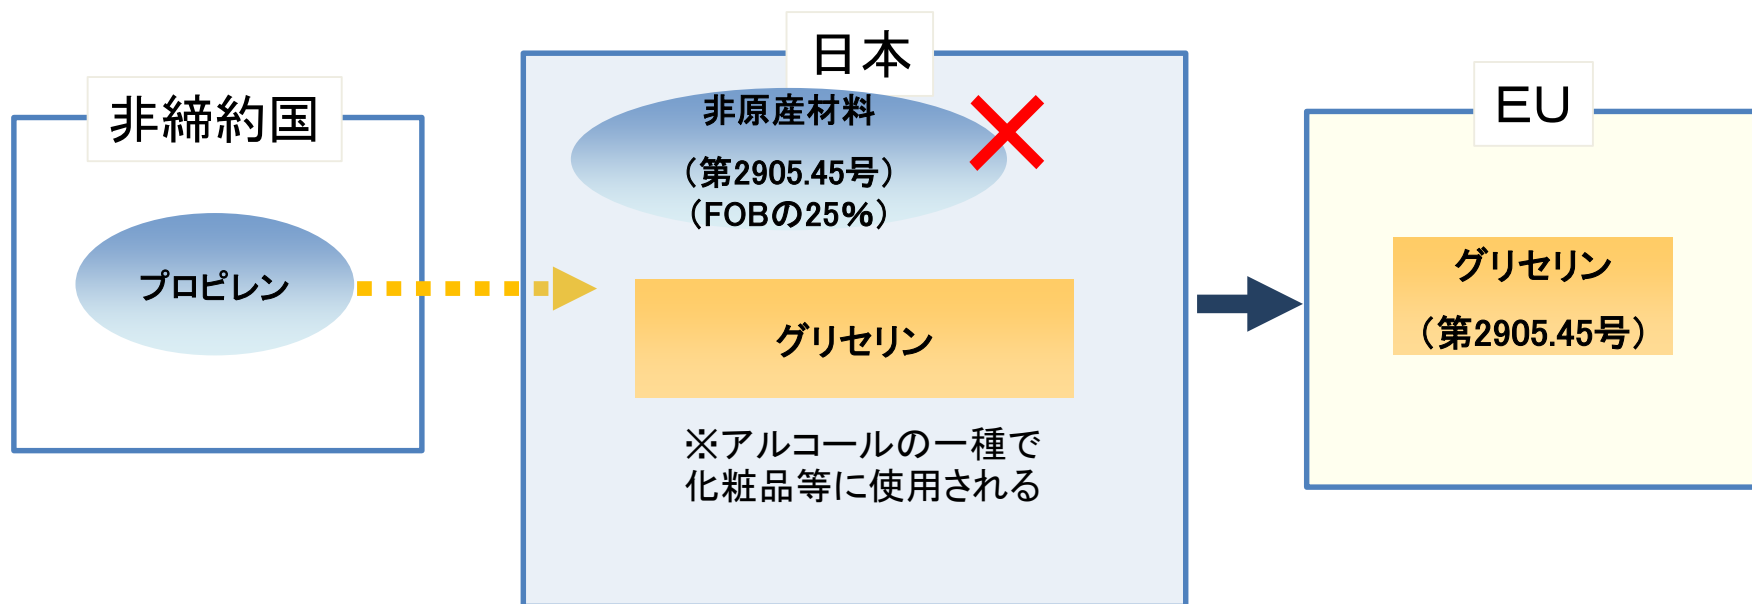 非締約国
プロピレン
日本
非原産材料
（第2905.45号）
（FOBの25％）
グリセリン
※アルコールの一種で
化粧品等に使用される
ＥＵ
グリセリン
（第2905.45号）